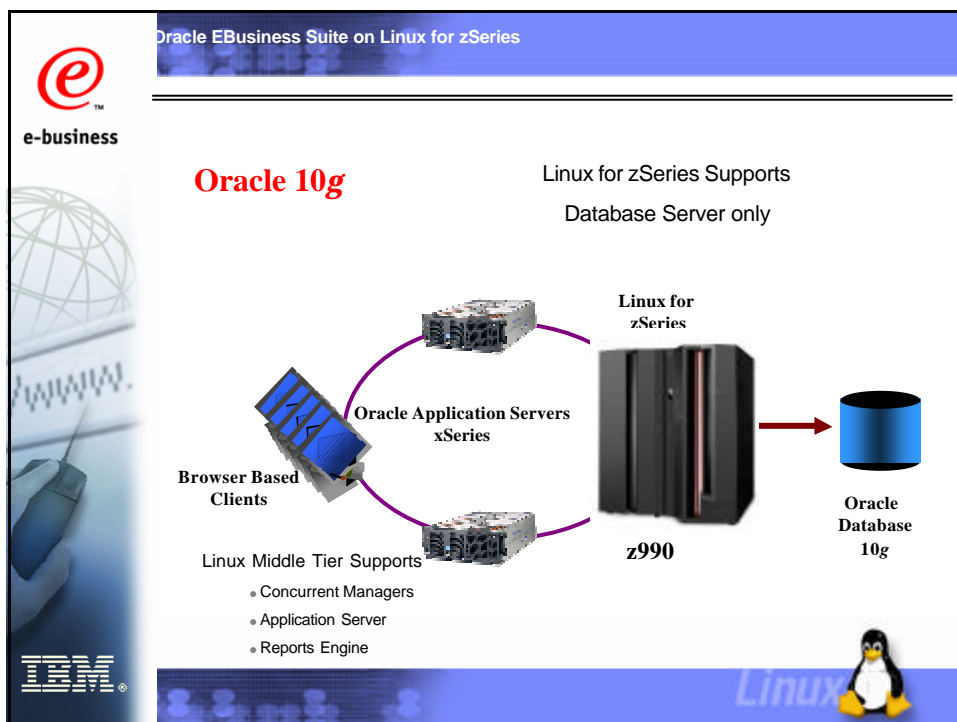 Oracle EBusiness Suite on Linux for zSeries
e
TM
e-business
Oracle 10g
Linux for zSeries Supports
Database Server only
Linux for
zSeries
Oracle Application Servers
xSeries
Browser Based
Clients
z990
Oracle
Database
10g
Linux Middle Tier Supports
• Concurrent Managers
• Application Server
• Reports Engine
IBM®
Linux